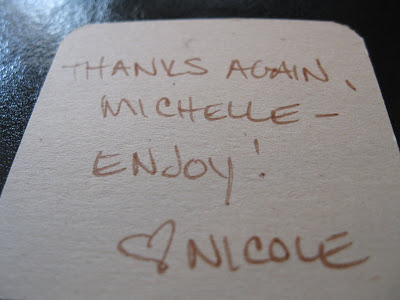 THANKS AGAIN,
MICHELLE –
ENJOY!
♡ NICOLE